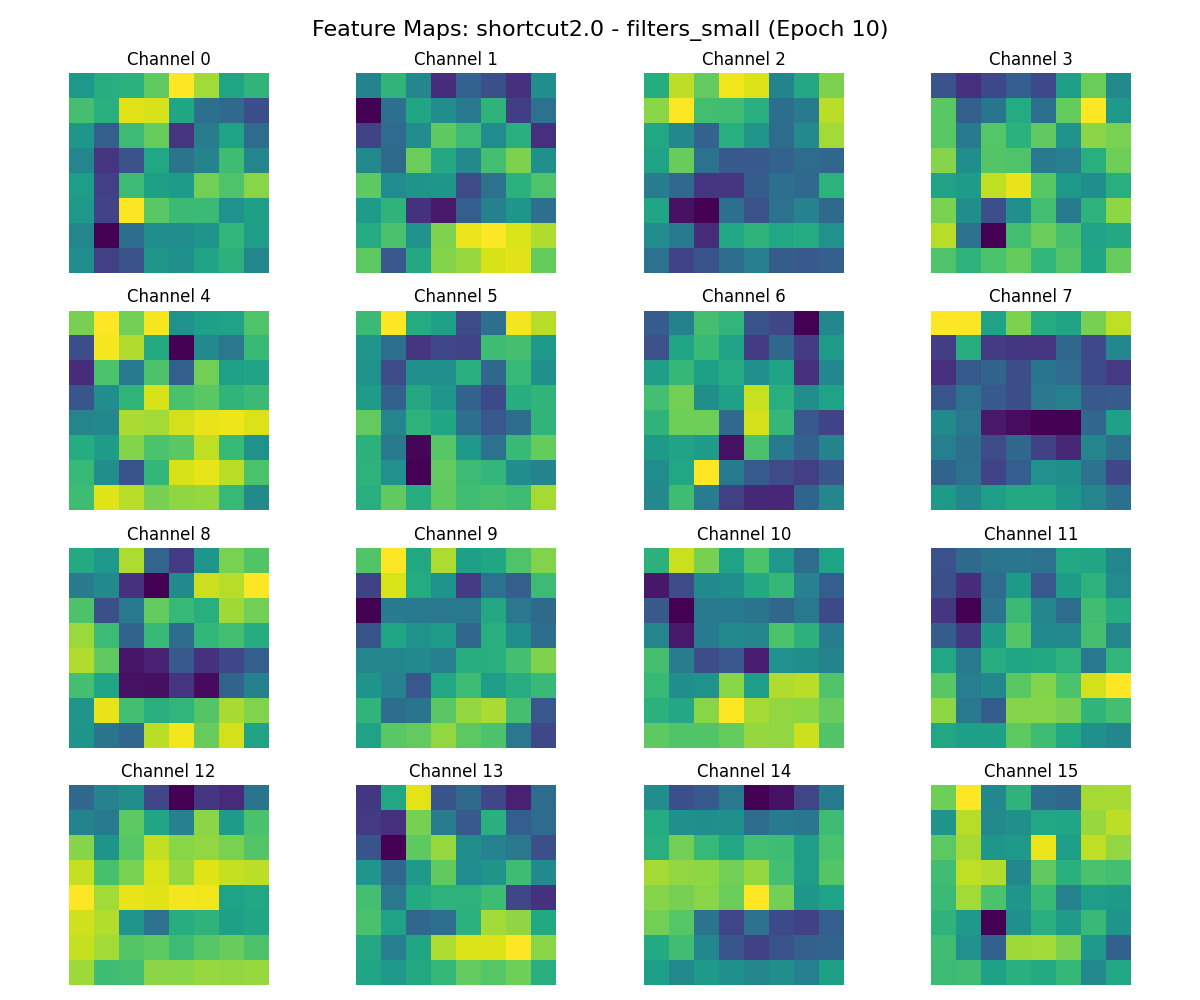 Feature Maps: shortcut2.0 - filters_small (Epoch 10)
Channel 0
Channel 1
Channel 2
Channel 3
Channel 4
Channel 5
Channel 6
Channel 7
Channel 8
Channel 9
Channel 10
Channel 11
Channel 12
Channel 13
Channel 14
Channel 15